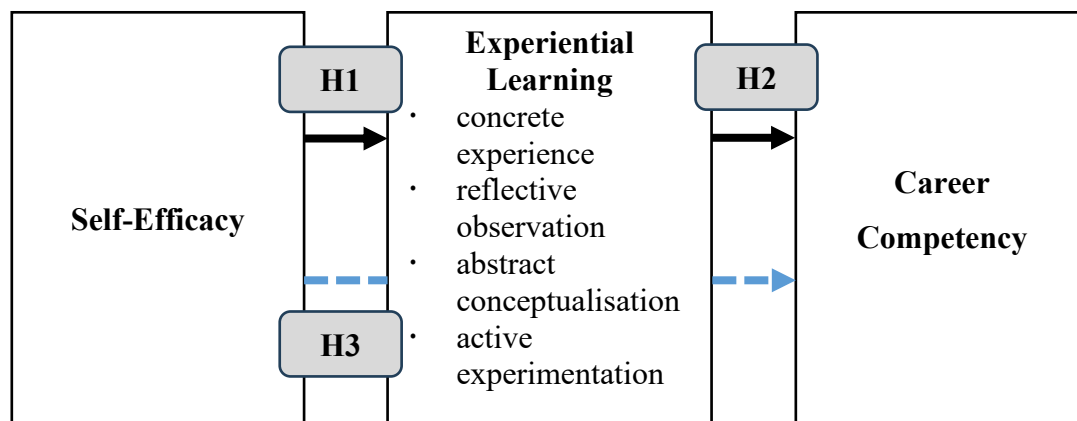 Self-Efficacy
H1
H3
Experiential
Learning
· concrete
experience
· reflective
observation
· abstract
conceptualisation
· active
experimentation
H2
Career
Competency